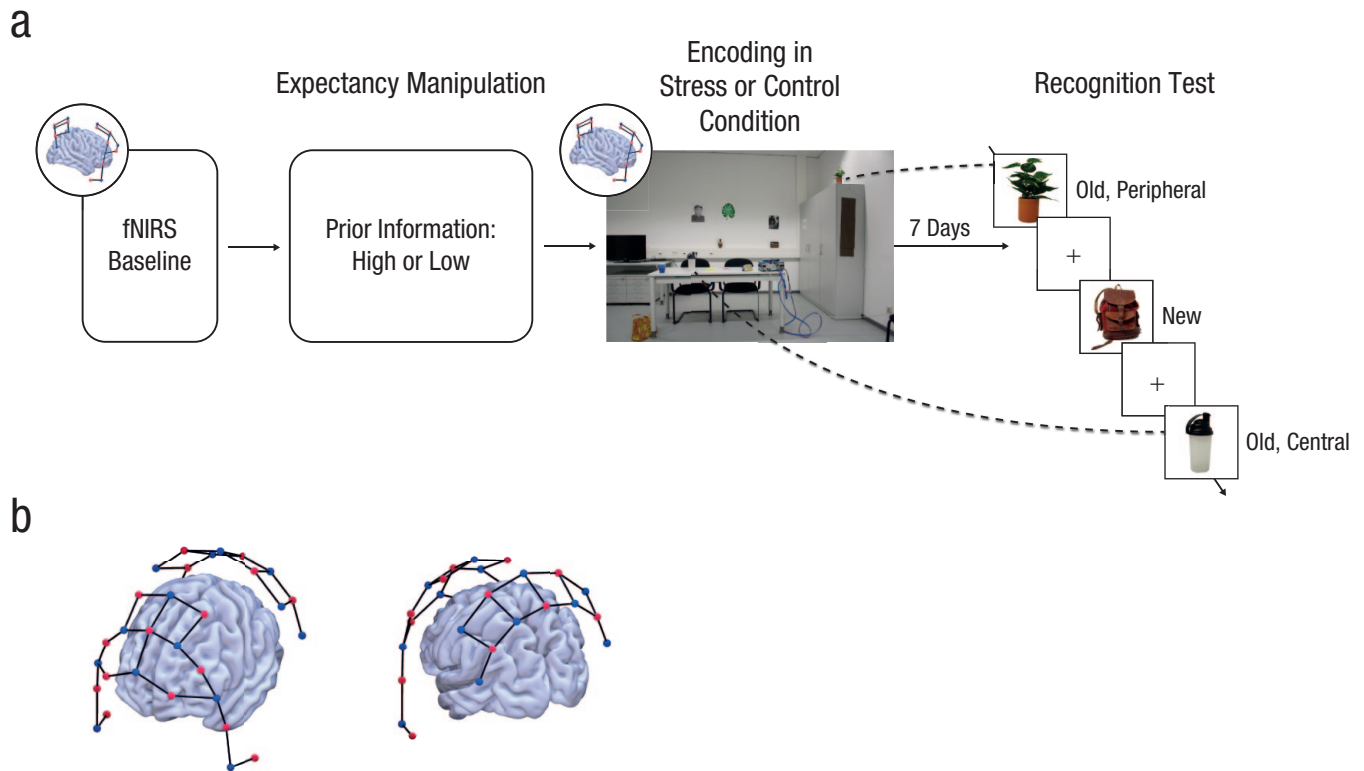 a
Expectancy Manipulation
Encoding in
Stress or Control
Condition
Recognition Test
fNIRS
Baseline
Prior Information:
High or Low
7 Days
Old, Peripheral
+
New
+
Old, Central
b